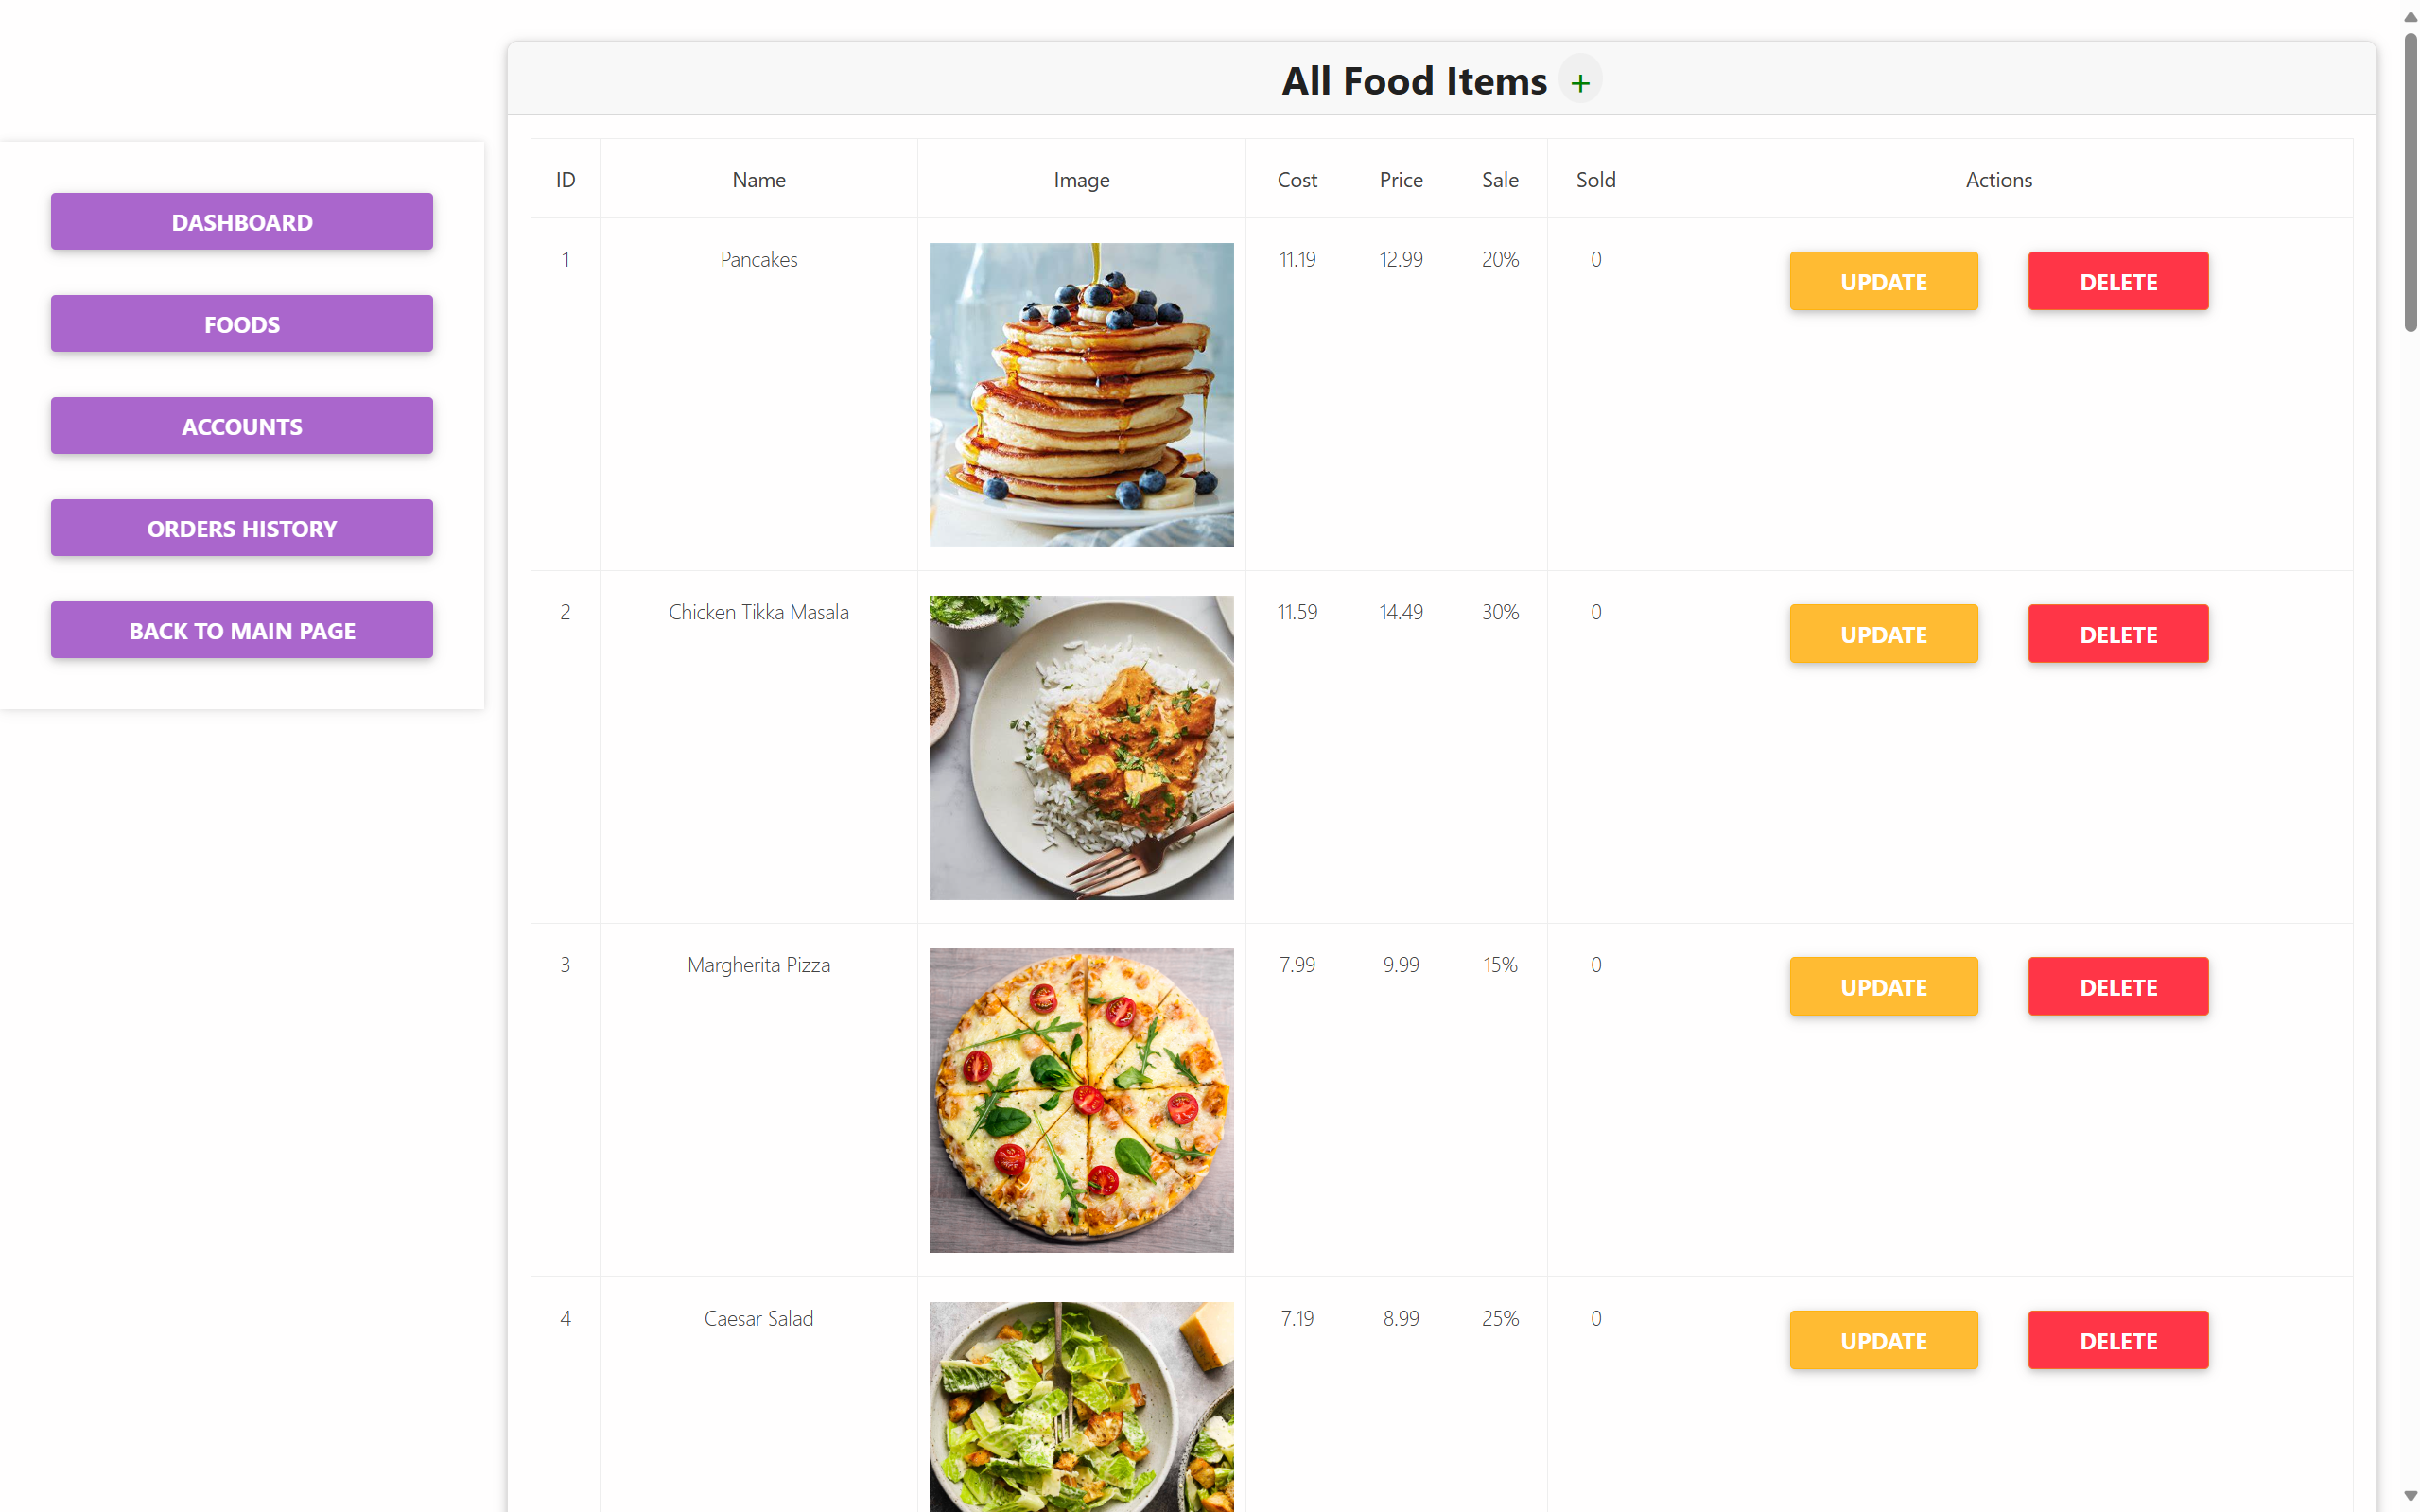 All Food Items +
DASHBOARD
FOODS
ACCOUNTS
ORDERS HISTORY
BACK TO MAIN PAGE
ID Name Image Cost Price Sale Sold Actions
1 Pancakes 11.19 12.99 20% 0 UPDATE DELETE
2 Chicken Tikka Masala 11.59 14.49 30% 0 UPDATE DELETE
3 Margherita Pizza 7.99 9.99 15% 0 UPDATE DELETE
4 Caesar Salad 7.19 8.99 25% 0 UPDATE DELETE